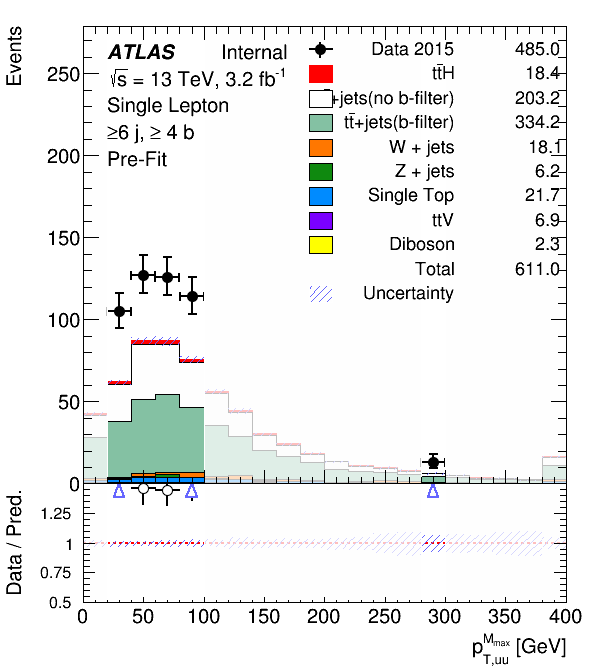 Events
ATLAS Internal
√s = 13 TeV, 3.2 fb⁻¹
Single Lepton
≥6 j, ≥ 4 b
Pre-Fit
Data 2015 485.0
tt̄H 18.4
+jets(no b-filter) 203.2
tt̄+jets(b-filter) 334.2
W + jets 18.1
Z + jets 6.2
Single Top 21.7
ttV 6.9
Diboson 2.3
Total 611.0
Uncertainty
250
200
150
100
50
0
Data / Pred.
1.25
1
0.75
0.5
0 50 100 150 200 250 300 350 400
p_{T,uu}^{M_{max}} [GeV]